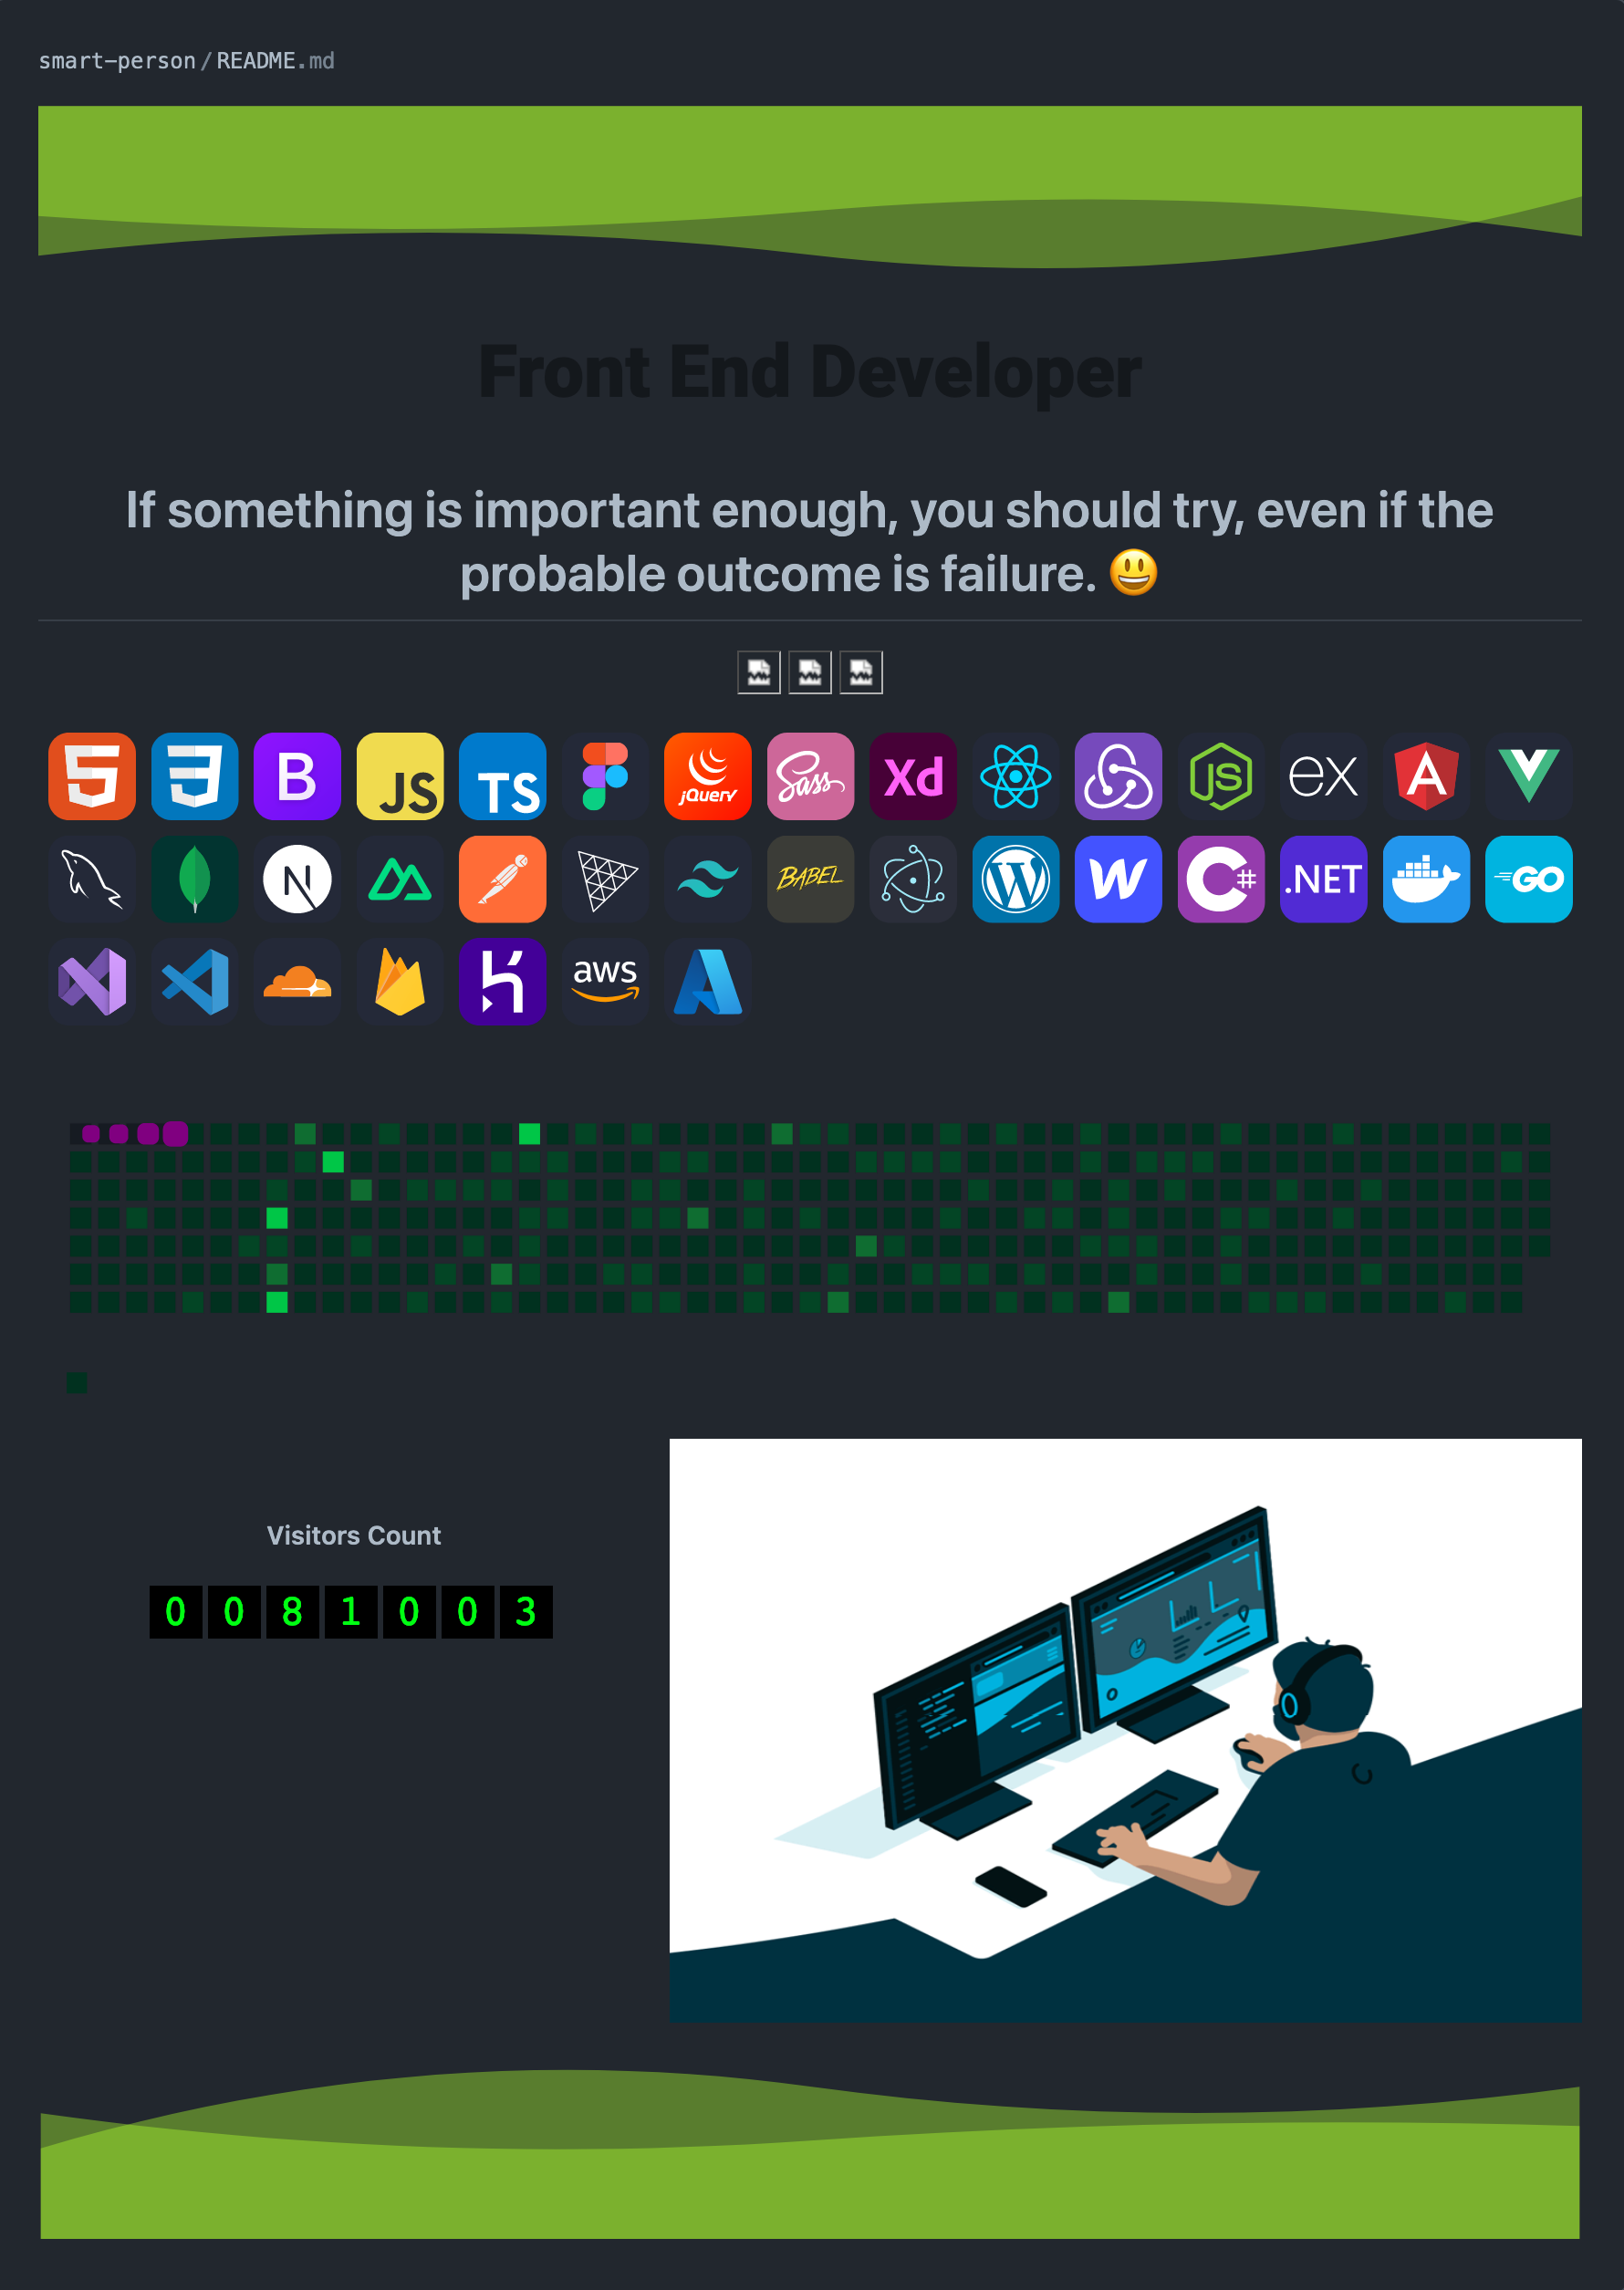 smart-person/README.md
Front End Developer
If something is important enough, you should try, even if the
probable outcome is failure. 😃
B JS TS jQuery Sass Xd JS ex A
N BABEL W W C# .NET GO
aws
Visitors Count
0 0 8 1 0 0 3